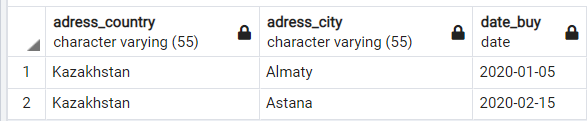 adress_country adress_city date_buy
character varying (55) character varying (55) date
1 Kazakhstan Almaty 2020-01-05
2 Kazakhstan Astana 2020-02-15